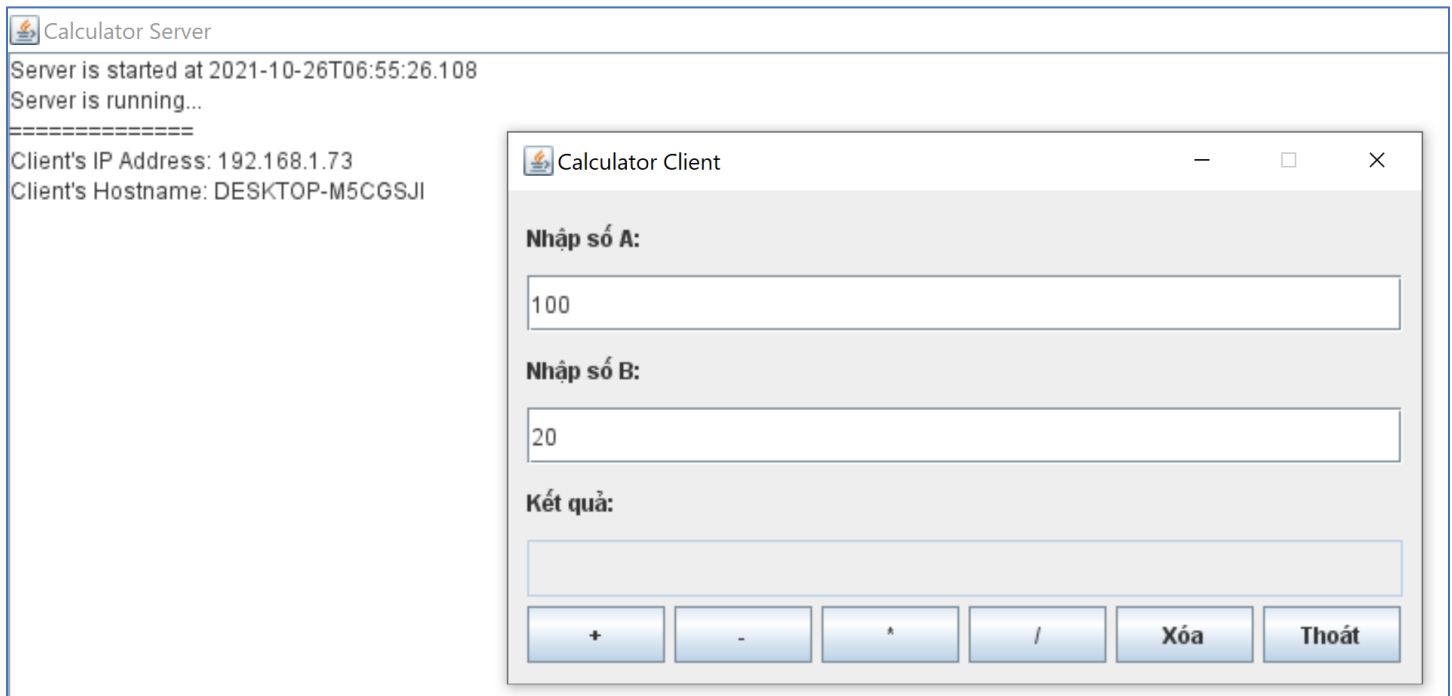 Calculator Server
Server is started at 2021-10-26T06:55:26.108
Server is running...
==============
Client's IP Address: 192.168.1.73
Client's Hostname: DESKTOP-M5CGSJI
Calculator Client
Nhập số A:
100
Nhập số B:
20
Kết quả:
+ - * / Xóa Thoát